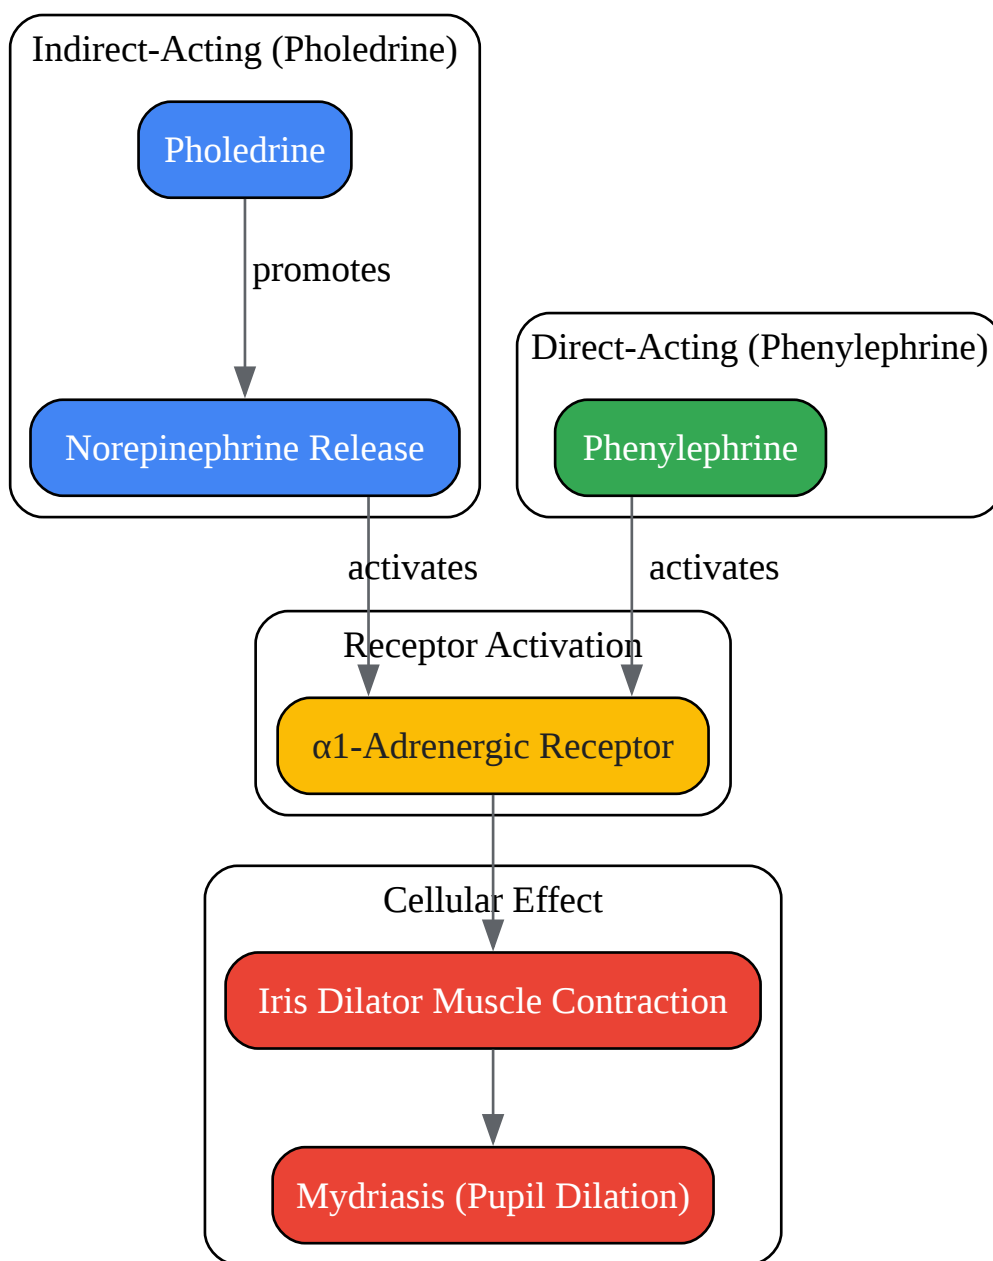 Indirect-Acting (Pholedrine)
Pholedrine
promotes
Direct-Acting (Phenylephrine)
Norepinephrine Release
Phenylephrine
activates
activates
Receptor Activation
α1-Adrenergic Receptor
Cellular Effect
Iris Dilator Muscle Contraction
Mydriasis (Pupil Dilation)